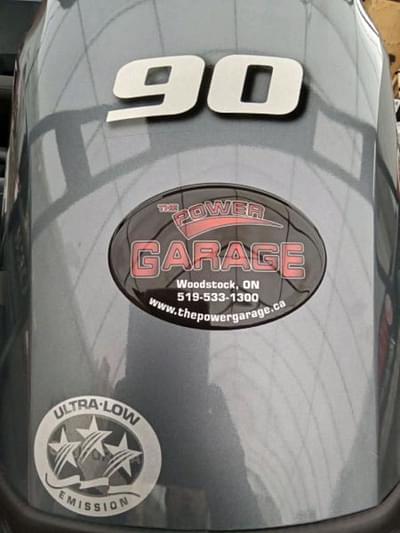 90
THE POWER
GARAGE
Woodstock, ON
519-533-1300
www.thepowergarage.ca
ULTRA-LOW
EMISSION